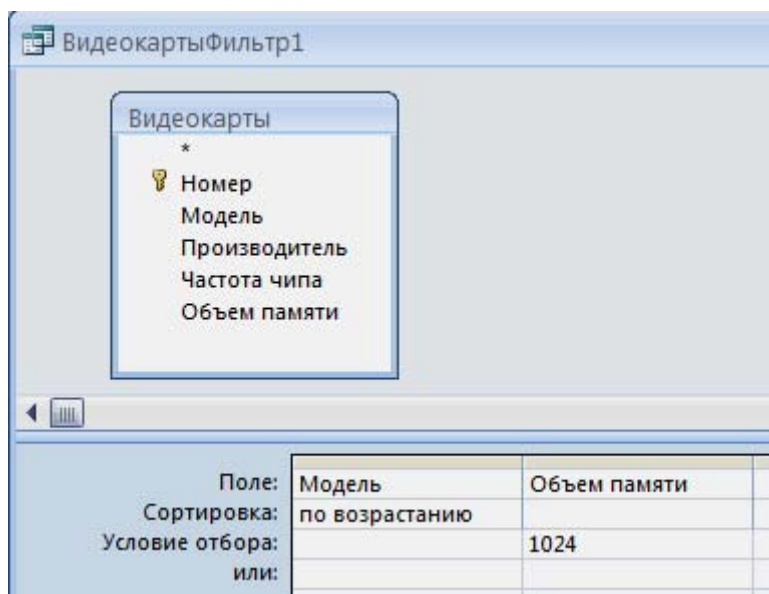 ВидеокартыФильтр1
Видеокарты
*
Номер
Модель
Производитель
Частота чипа
Объем памяти
Поле: Модель Объем памяти
Сортировка: по возрастанию
Условие отбора: 1024
или: